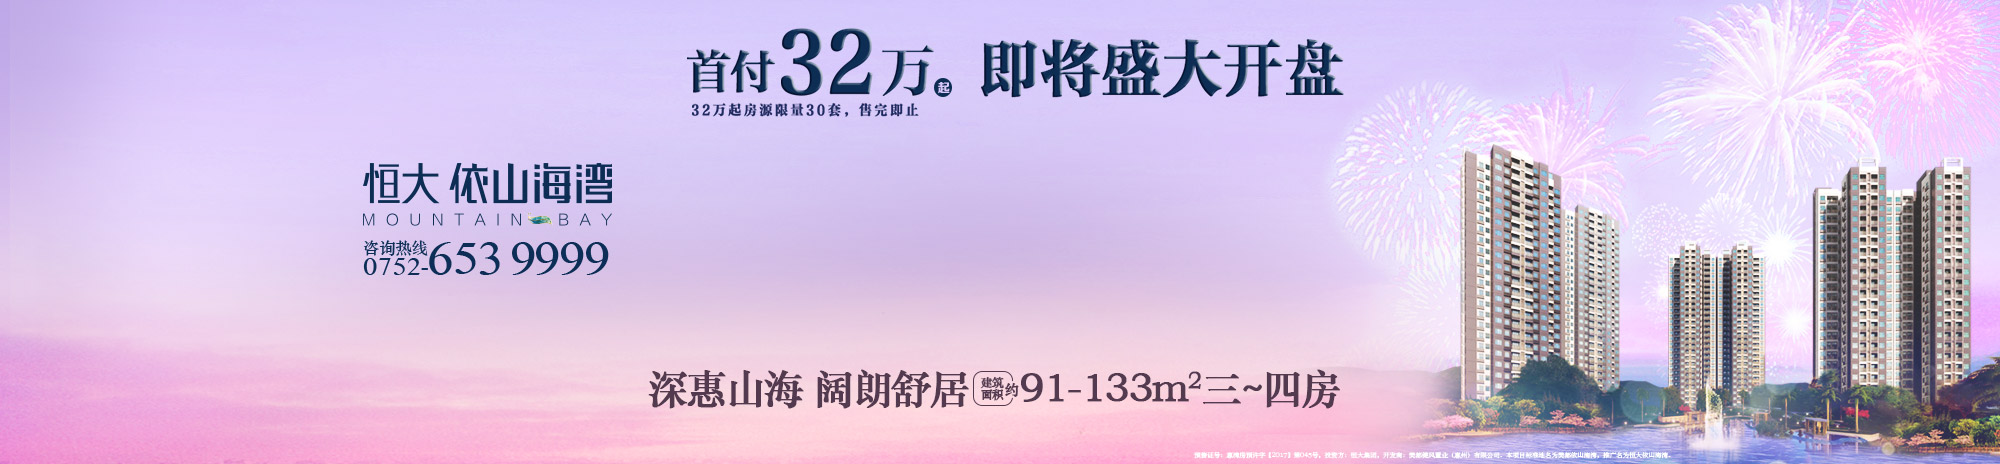 首付32万起 即将盛大开盘
32万起房源限量30套，售完即止
恒大 依山海湾
MOUNTAIN BAY
咨询热线
0752-653 9999
深惠山海 阔朗舒居 建筑面积约91-133m²三~四房